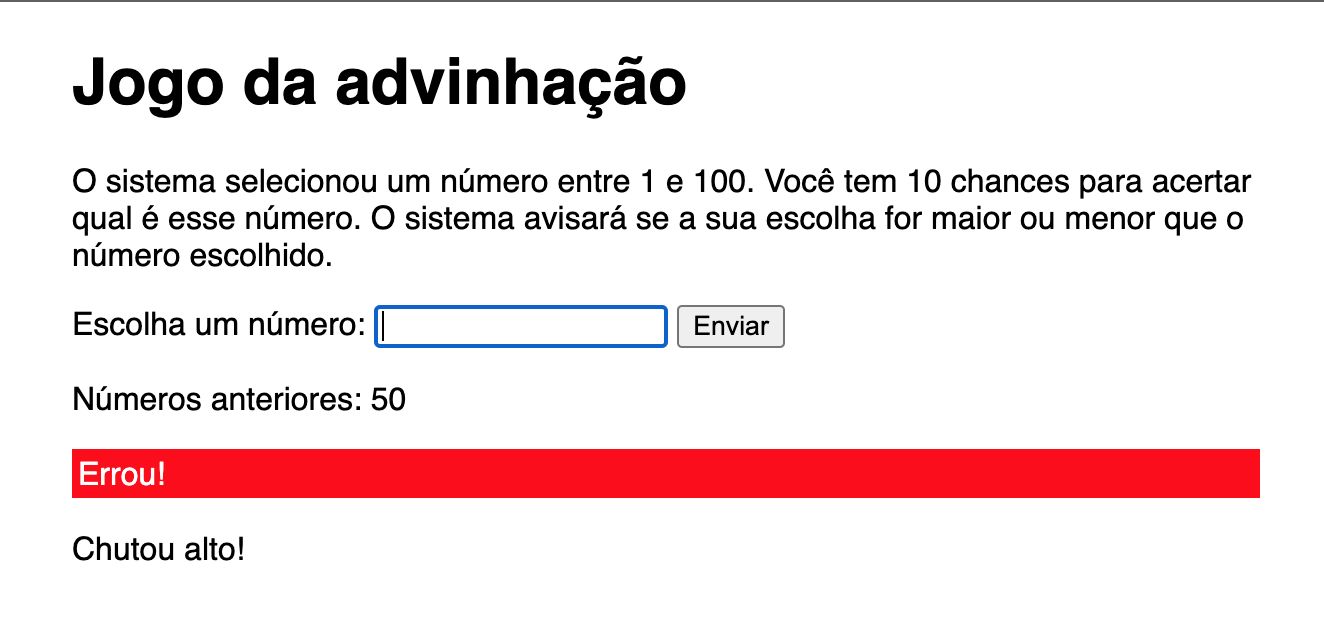 Jogo da advinhação
O sistema selecionou um número entre 1 e 100. Você tem 10 chances para acertar
qual é esse número. O sistema avisará se a sua escolha for maior ou menor que o
número escolhido.
Escolha um número: Enviar
Números anteriores: 50
Errou!
Chutou alto!